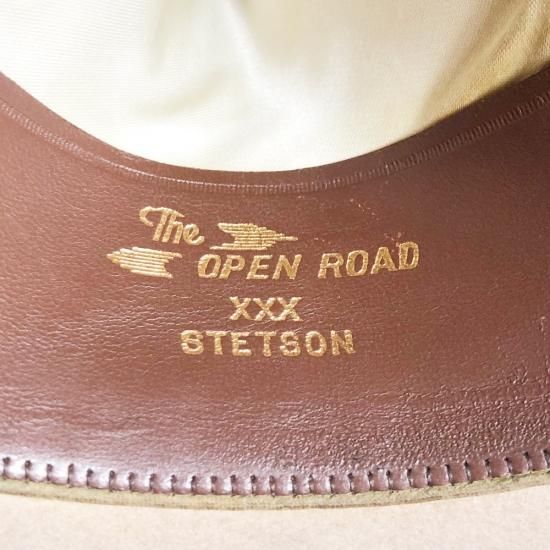 The
OPEN ROAD
XXX
STETSON